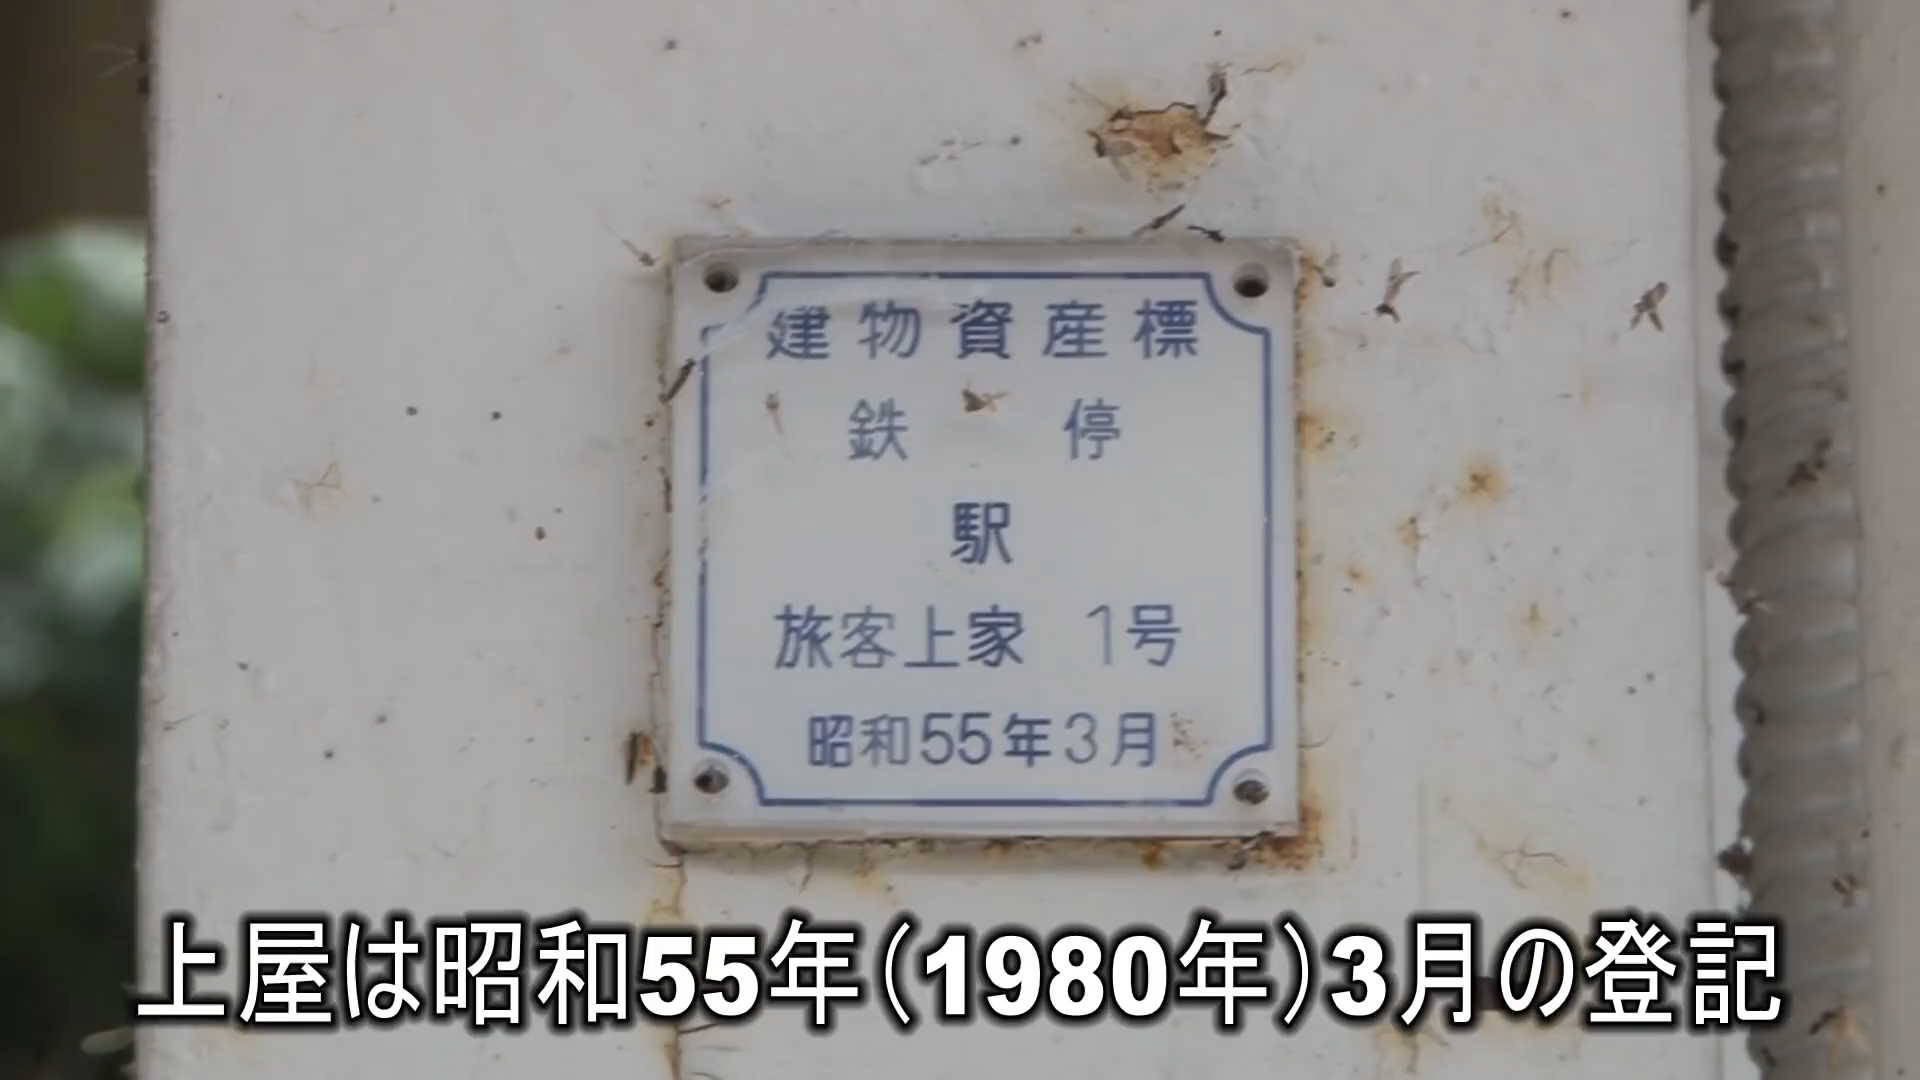 建物資産標
鉄 停
駅
旅客上家 1号
昭和55年3月
上屋は昭和55年(1980年)3月の登記